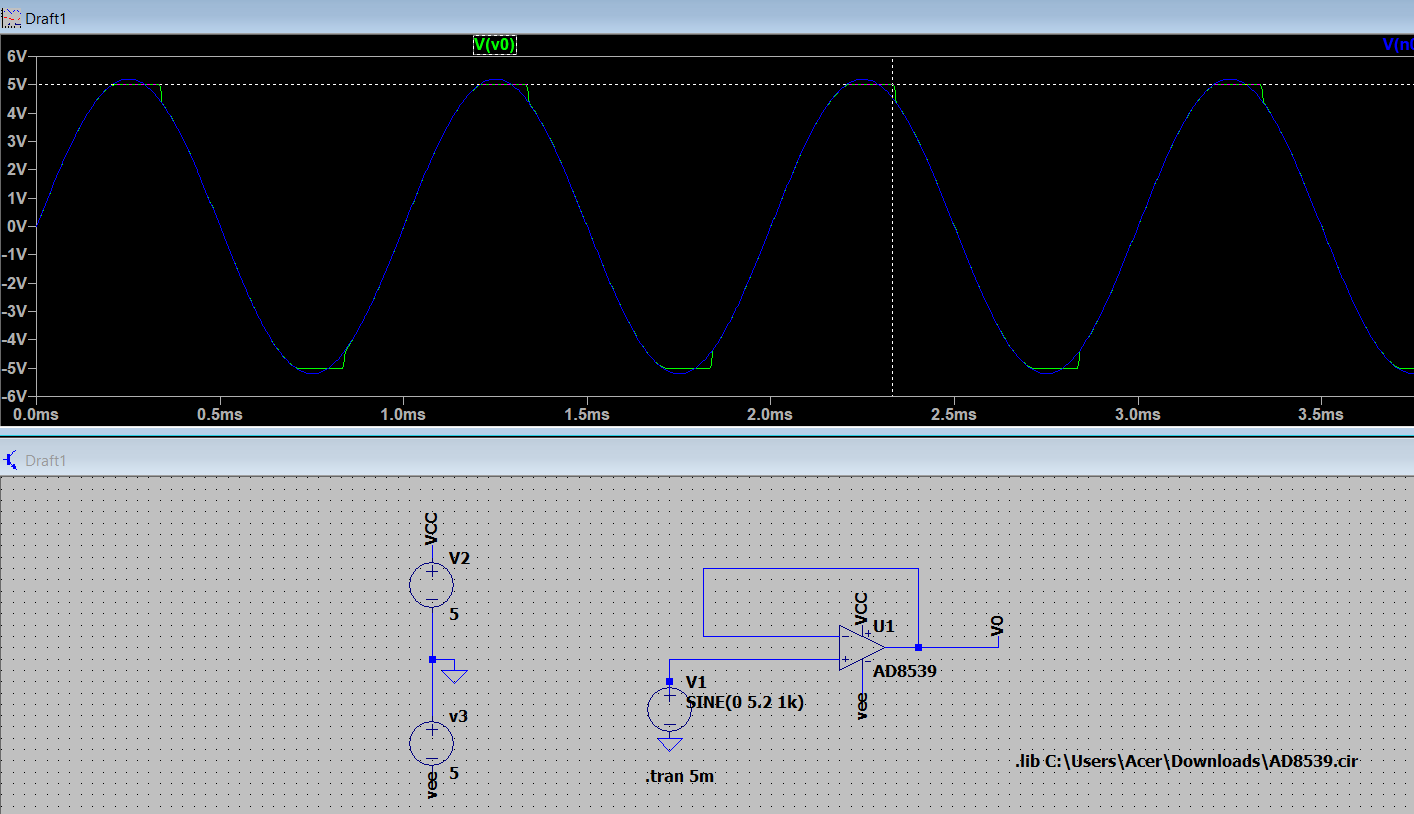 Draft1
V(v0)
V(n0
6V
5V
4V
3V
2V
1V
0V
-1V
-2V
-3V
-4V
-5V
-6V
0.0ms 0.5ms 1.0ms 1.5ms 2.0ms 2.5ms 3.0ms 3.5ms
Draft1
VCC
V2
5
v3
5
vee
VCC
U1
AD8539
vee
V0
V1
SINE(0 5.2 1k)
.tran 5m
.lib C:\Users\Acer\Downloads\AD8539.cir